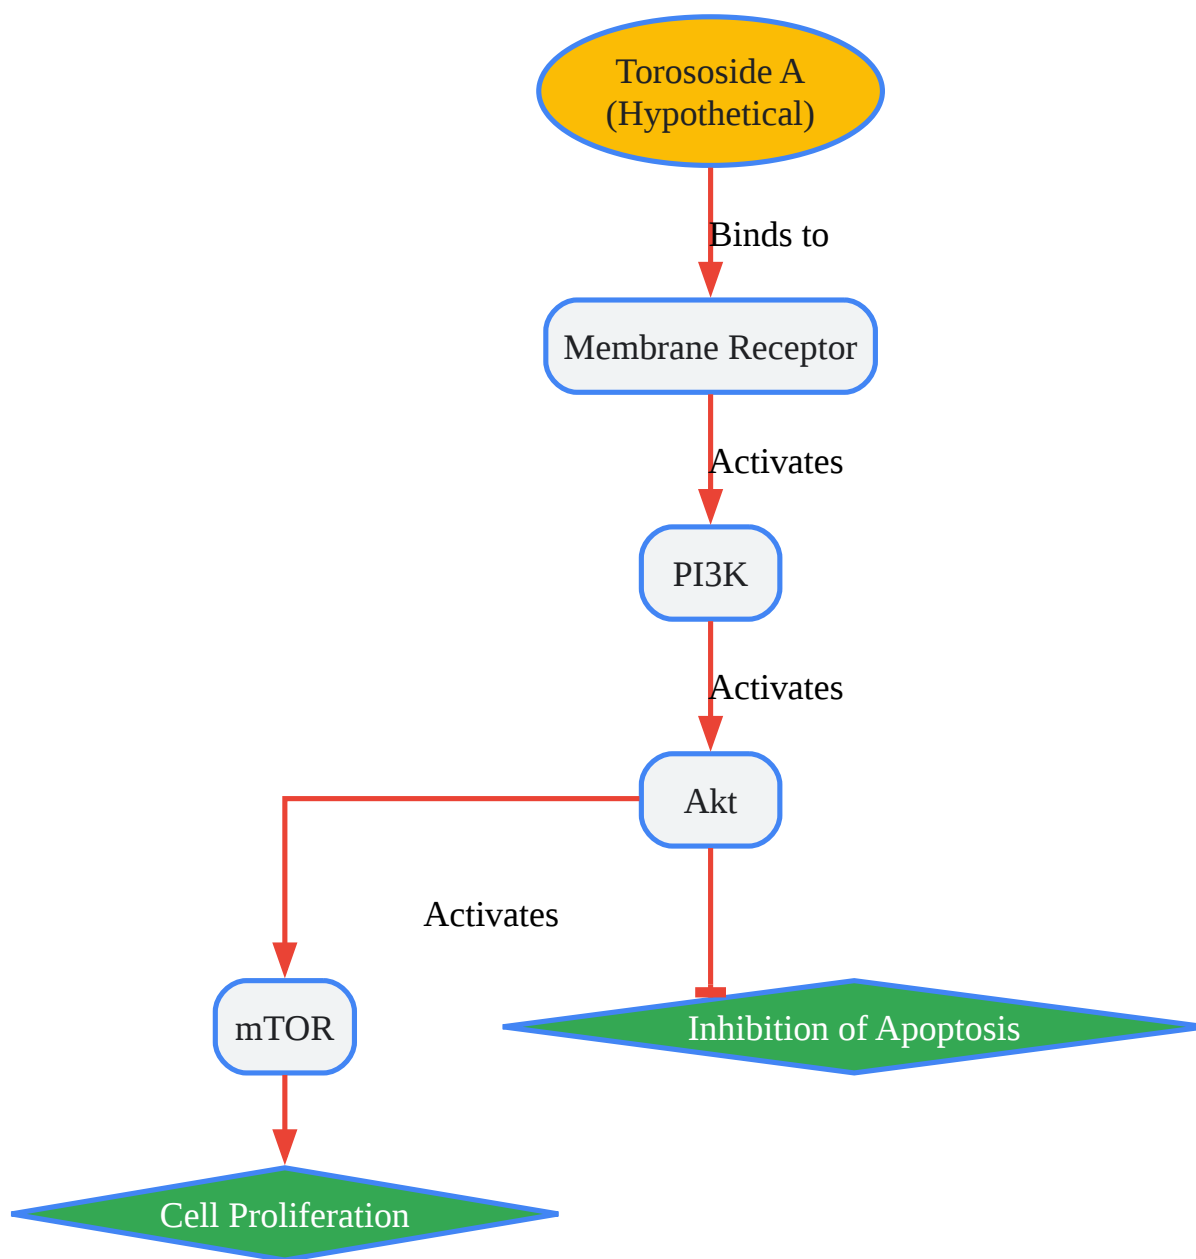 Torososide A
(Hypothetical)
Binds to
Membrane Receptor
Activates
PI3K
Activates
Akt
Activates
mTOR
Inhibition of Apoptosis
Cell Proliferation